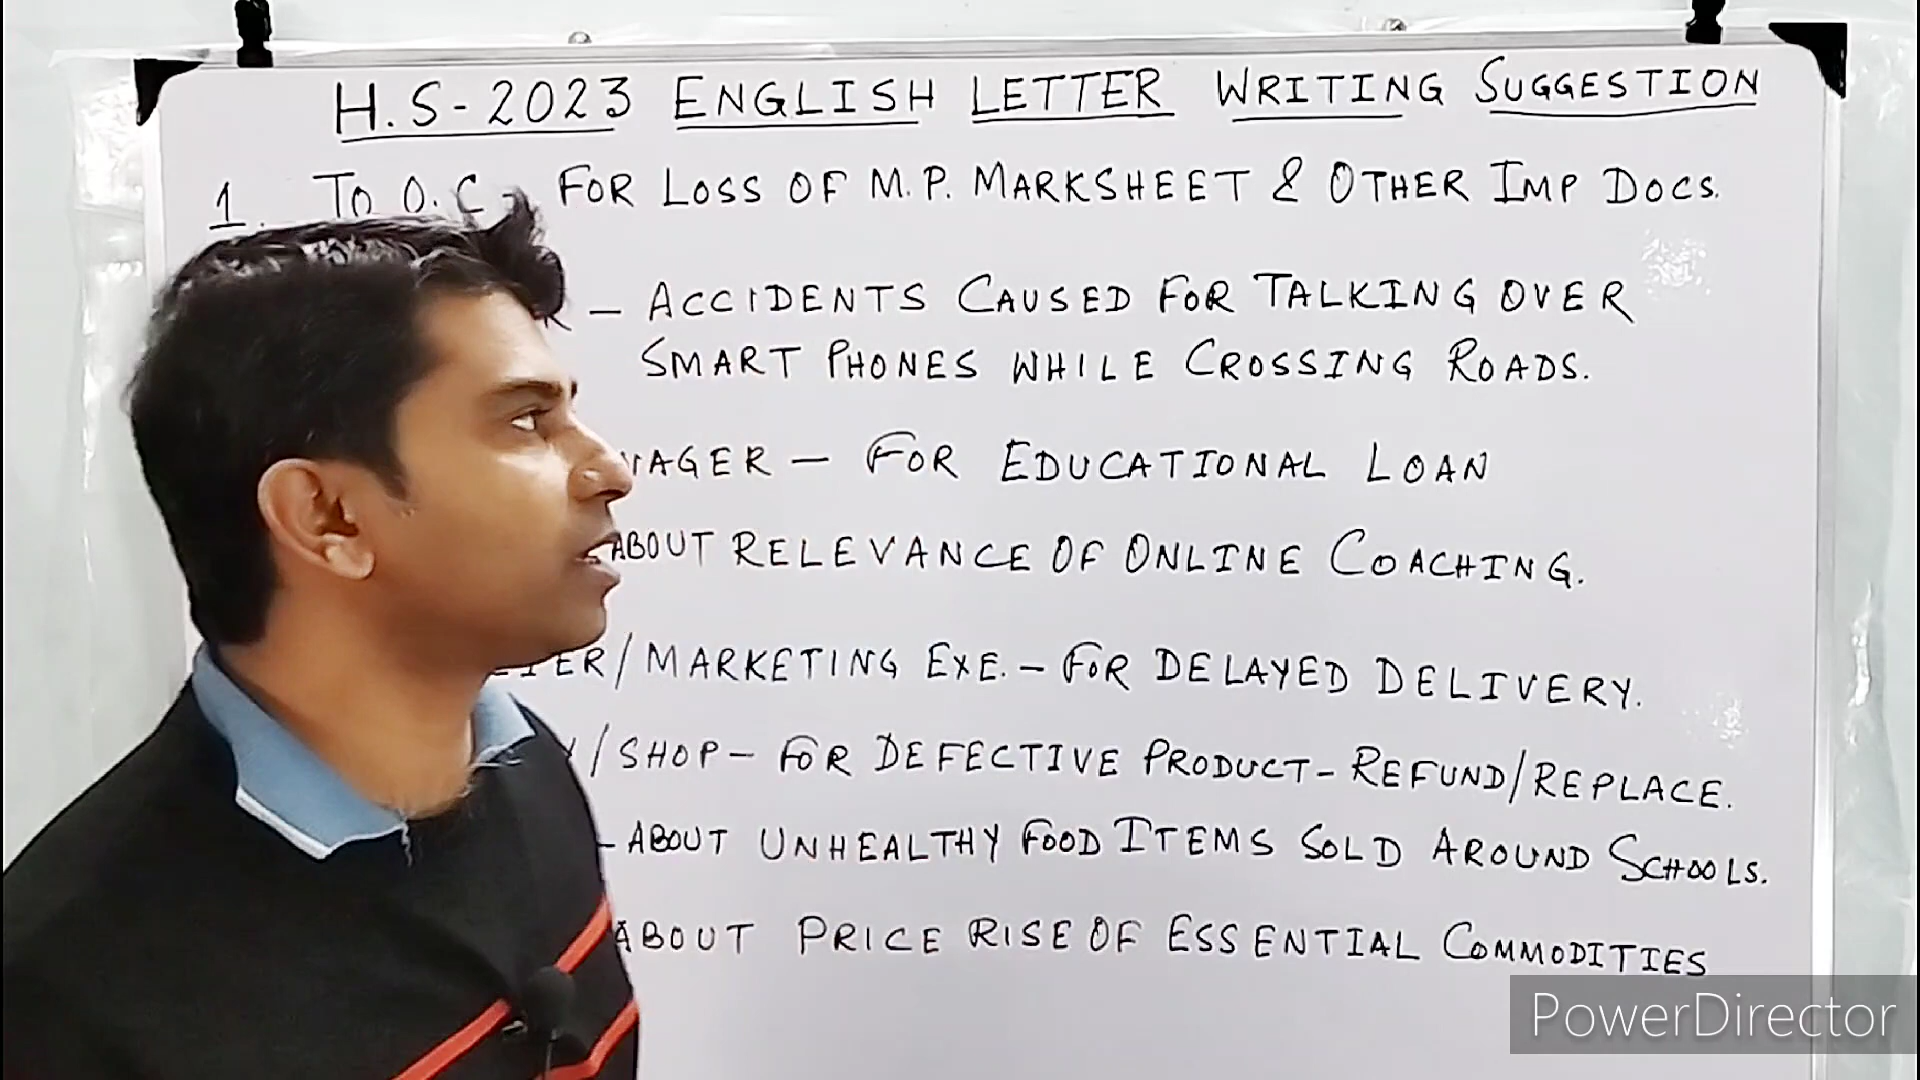 H.S-2023 ENGLISH LETTER WRITING SUGGESTION
1. TO O.C - FOR LOSS OF M.P. MARKSHEET & OTHER IMP DOCS.
- ACCIDENTS CAUSED FOR TALKING OVER
SMART PHONES WHILE CROSSING ROADS.
- FOR EDUCATIONAL LOAN
ABOUT RELEVANCE OF ONLINE COACHING.
/MARKETING EXE. - FOR DELAYED DELIVERY.
/SHOP - FOR DEFECTIVE PRODUCT - REFUND/REPLACE.
- ABOUT UNHEALTHY FOOD ITEMS SOLD AROUND SCHOOLS.
ABOUT PRICE RISE OF ESSENTIAL COMMODITIES
PowerDirector